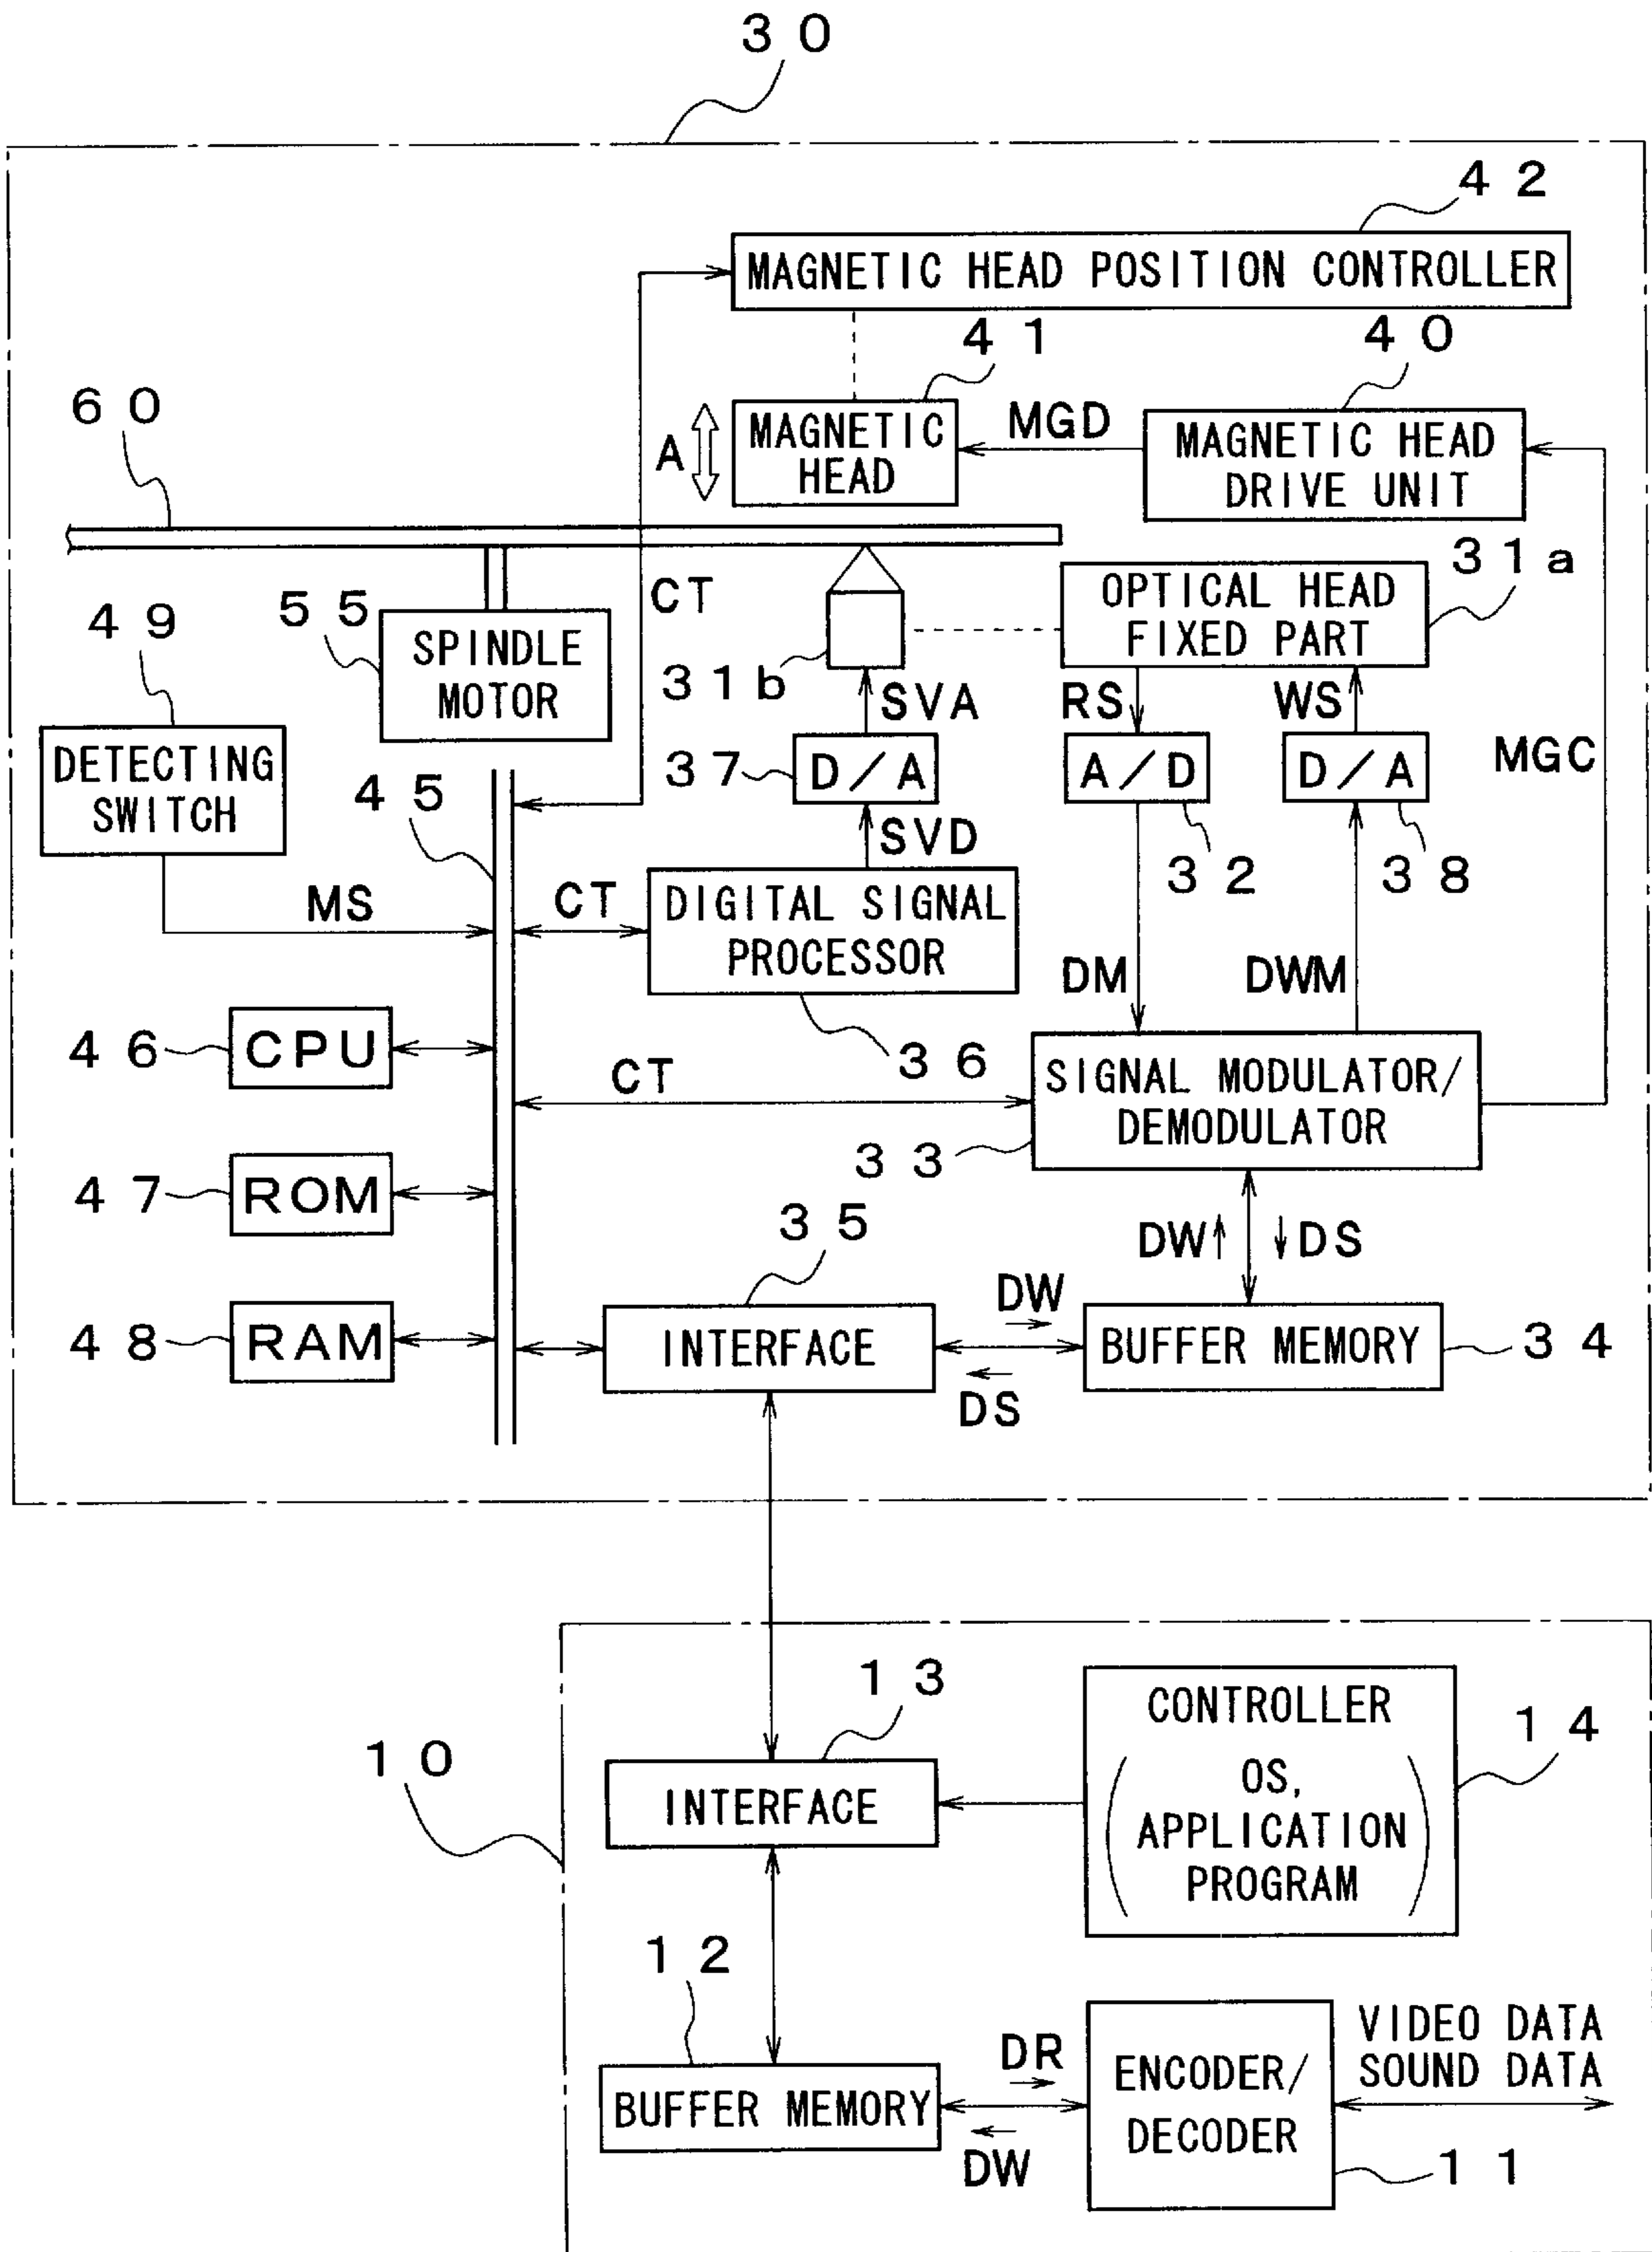 30
42
MAGNETIC HEAD POSITION CONTROLLER
41
40
60
A
MAGNETIC
HEAD
MGD
MAGNETIC HEAD
DRIVE UNIT
49
55
SPINDLE
MOTOR
CT
31b
OPTICAL HEAD
FIXED PART
31a
SVA
RS
WS
MGC
DETECTING
SWITCH
45
37
D/A
A/D
D/A
SVD
32
38
MS
CT
DIGITAL SIGNAL
PROCESSOR
DM
DWM
36
46
CPU
CT
SIGNAL MODULATOR/
DEMODULATOR
33
47
ROM
35
DW
DS
48
RAM
INTERFACE
DW
DS
BUFFER MEMORY
34
10
13
INTERFACE
CONTROLLER
OS,
APPLICATION
PROGRAM
14
12
BUFFER MEMORY
DR
DW
ENCODER/
DECODER
VIDEO DATA
SOUND DATA
11